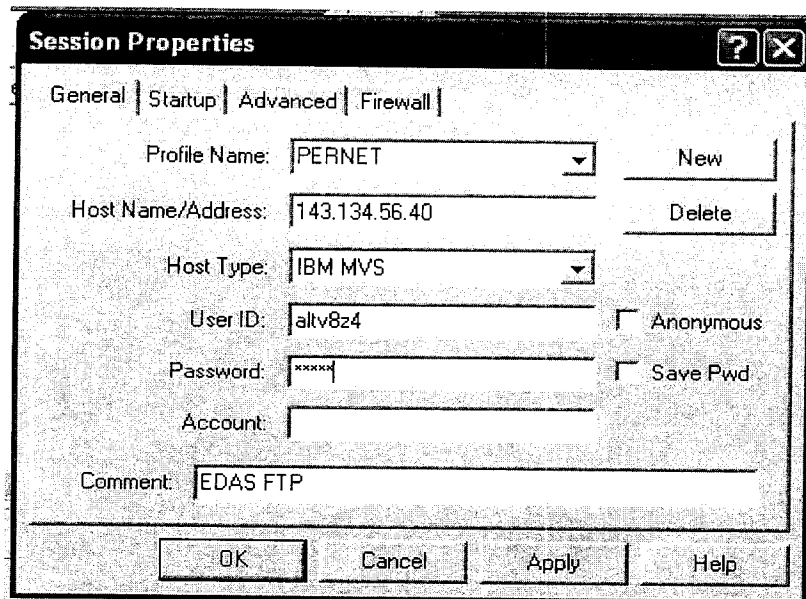 Session Properties
General Startup Advanced Firewall
Profile Name: PERNET New
Host Name/Address: 143.134.56.40 Delete
Host Type: IBM MVS
User ID: altv8z4 Anonymous
Password: ***** Save Pwd
Account:
Comment: EDAS FTP
OK Cancel Apply Help